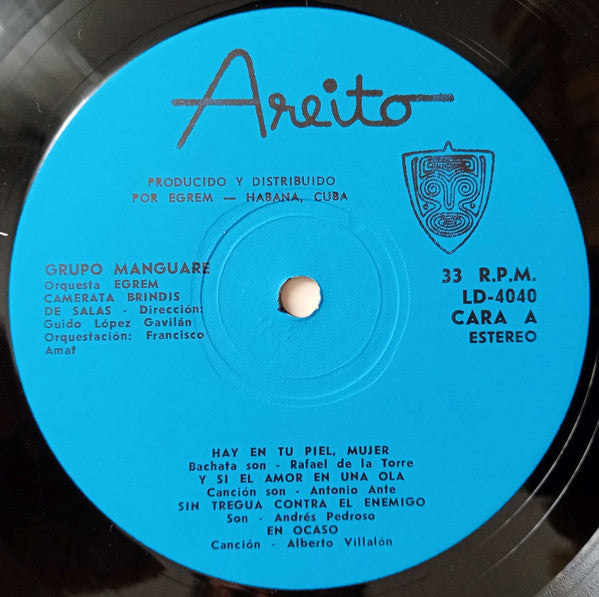 Areito
PRODUCIDO Y DISTRIBUIDO
POR EGREM — HABANA, CUBA
GRUPO MANGUARE
Orquesta EGREM
CAMERATA BRINDIS
DE SALAS - Dirección:
Guido López Gavilán
Orquestación: Francisco
Amat
33 R.P.M.
LD-4040
CARA A
ESTEREO
HAY EN TU PIEL, MUJER
Bachata son - Rafael de la Torre
Y SI EL AMOR EN UNA OLA
Canción son - Antonio Ante
SIN TREGUA CONTRA EL ENEMIGO
Son - Andrés Pedroso
EN OCASO
Canción - Alberto Villalón